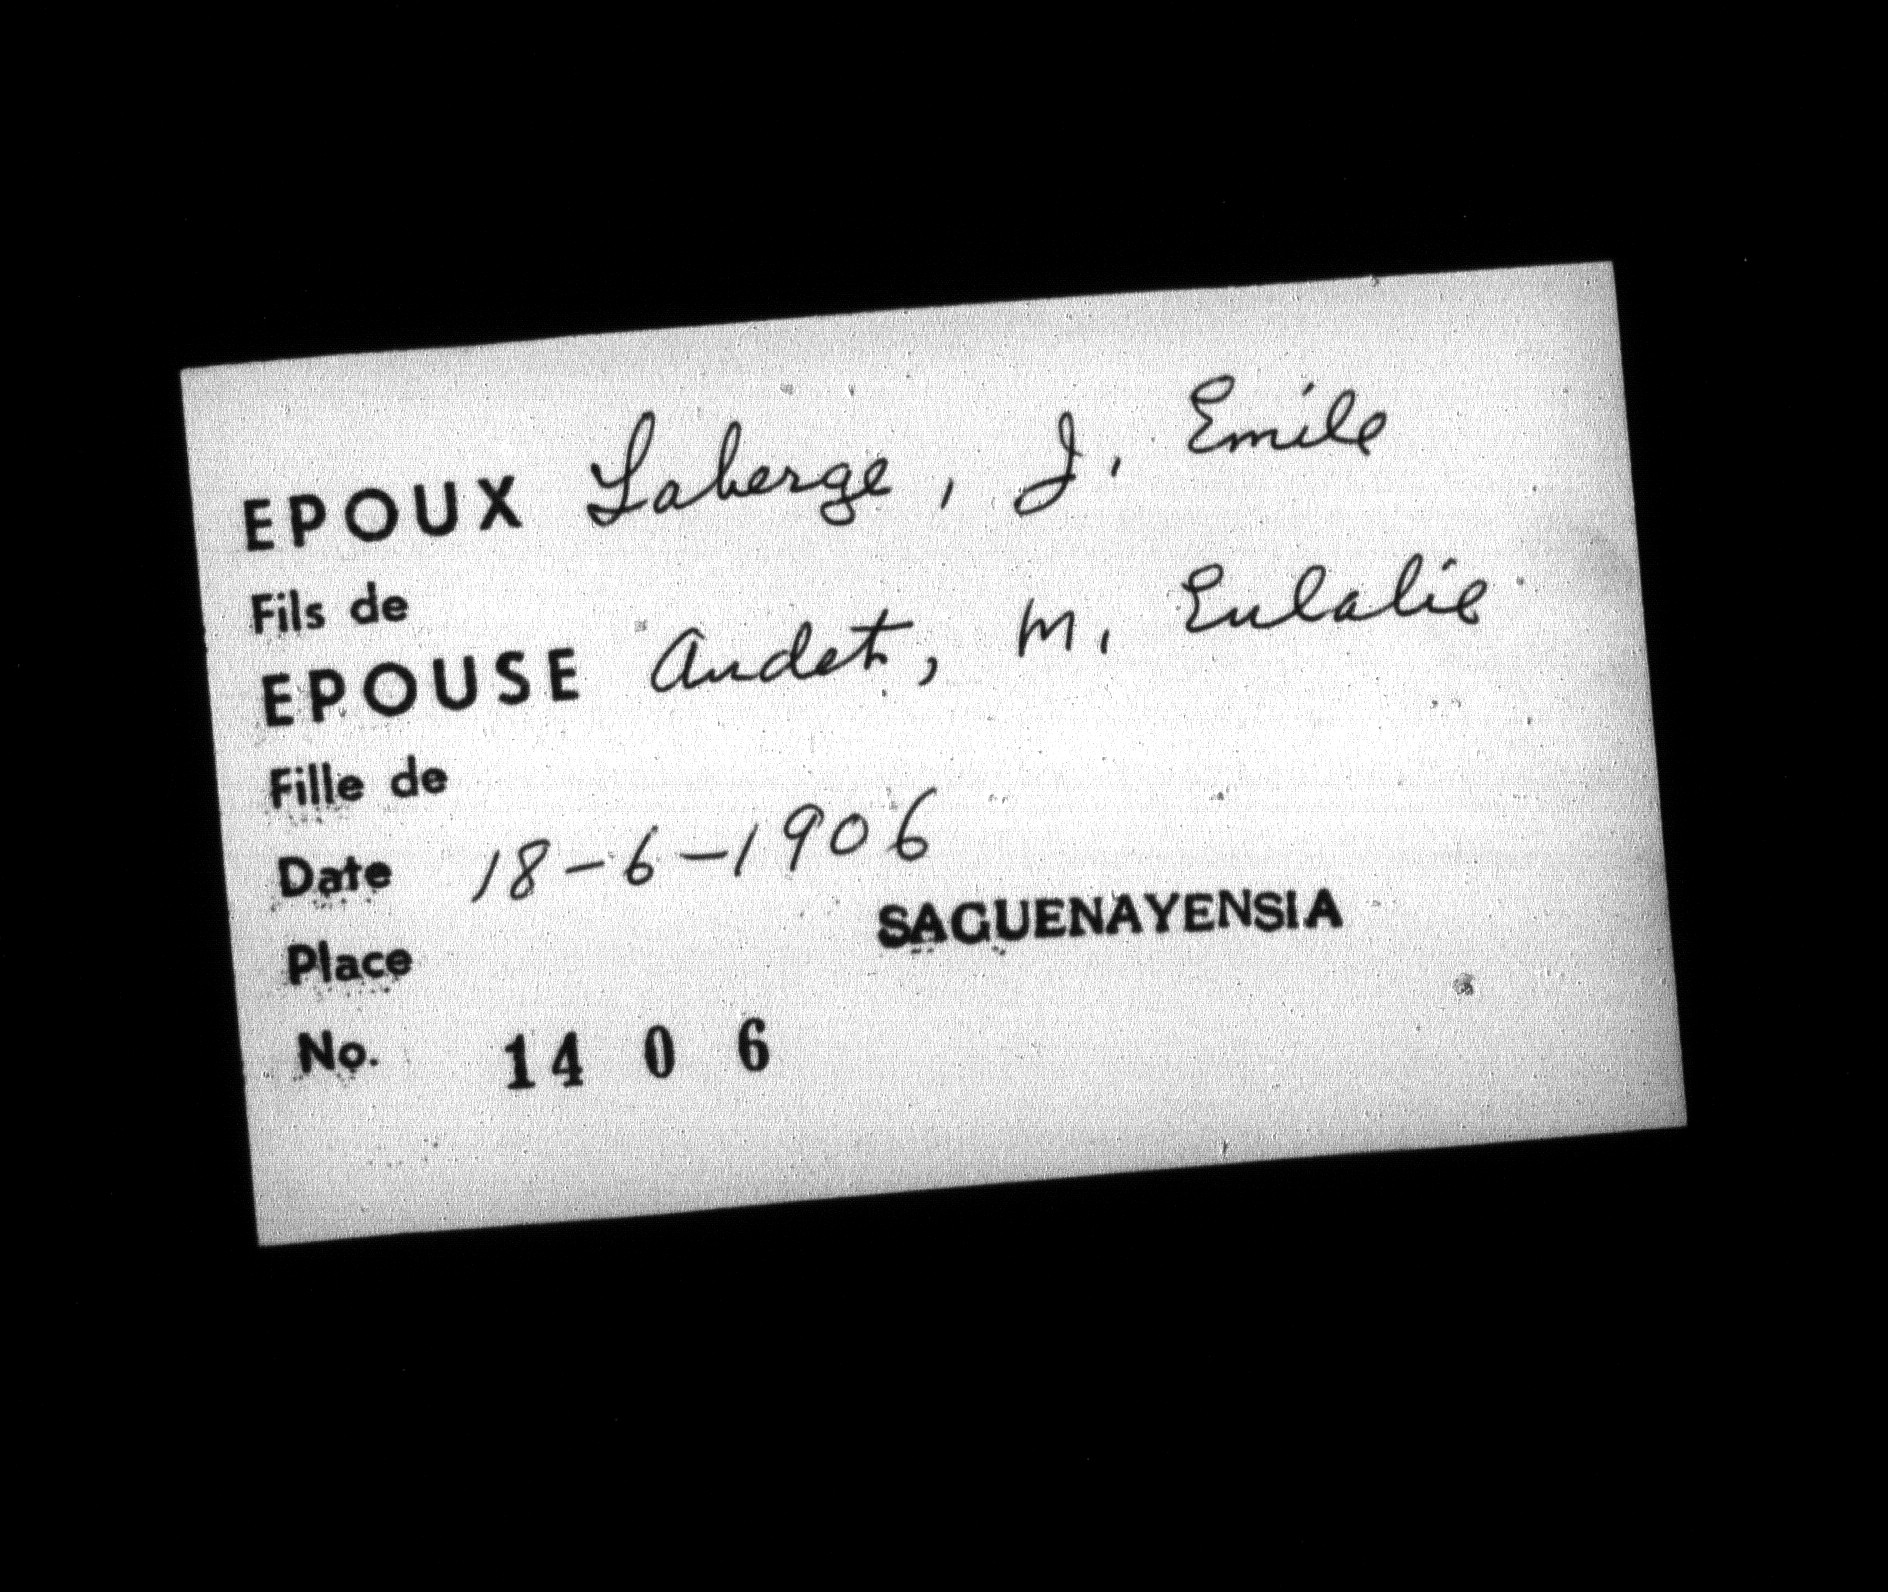 EPOUX Laberge, J. Emile
Fils de
EPOUSE Audet, M. Eulalie
Fille de
Date 18-6-1906
SAGUENAYENSIA
Place
No. 14 0 6